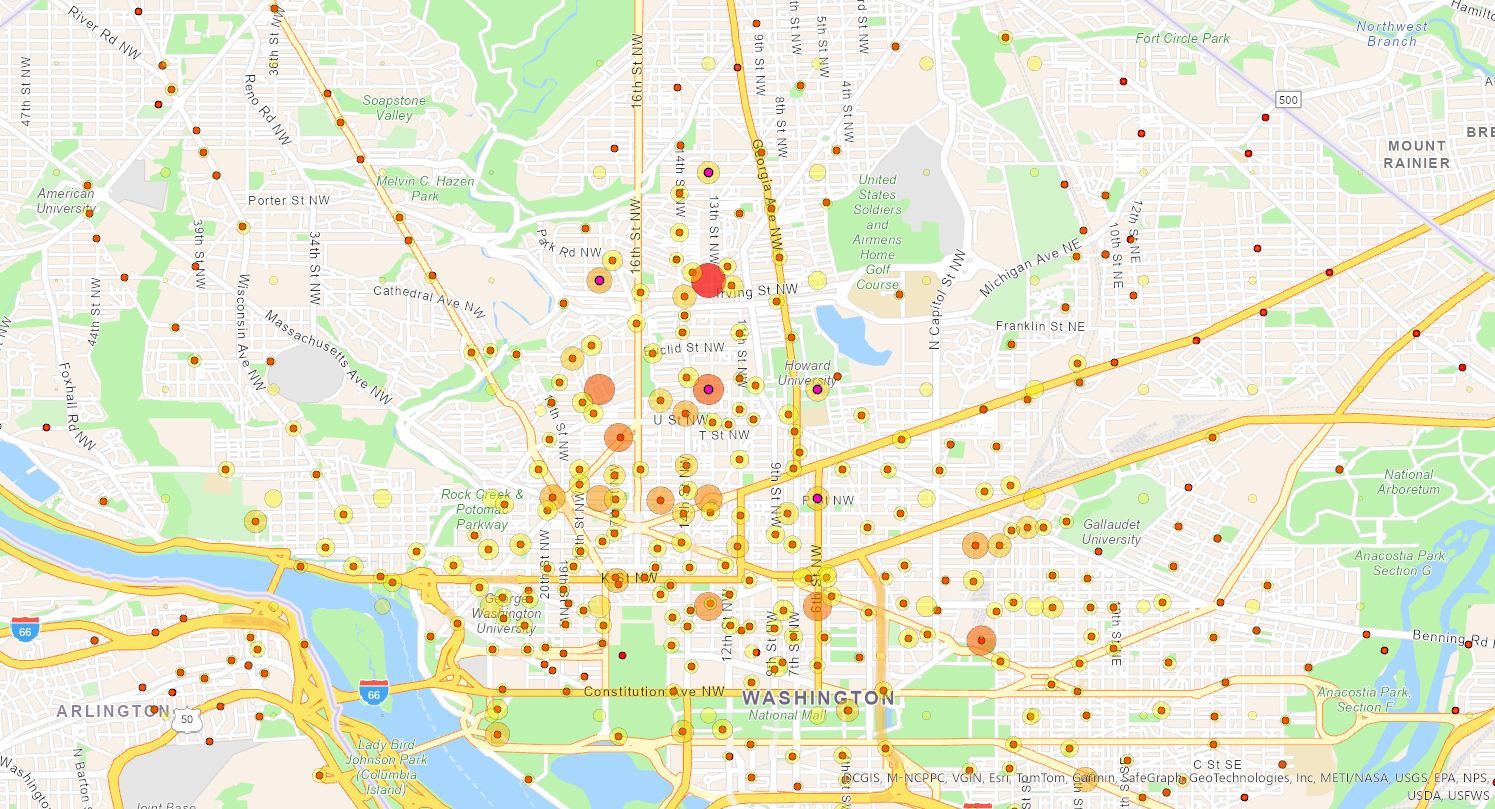 River Rd NW
36th St NW
16th St NW
9th St NW
5th St NW
Fort Circle Park
Northwest
Branch
47th St NW
Reno Rd NW
Soapstone
Valley
8th St NW
4th St NW
500
MOUNT
RAINIER
BRE
Georgia Ave NW
American
University
Melvin C. Hazen
Park
Porter St NW
14th St NW
13th St NW
United
States
Soldiers
and
Airmens
Home
Golf
Course
12th St NE
10th St NE
39th St NW
34th St NW
Park Rd NW
16th St NW
Michigan Ave NE
N Capitol St NW
44th St NW
Wisconsin Ave NW
Cathedral Ave NW
Irving St NW
Massachusetts Ave NW
Franklin St NE
Foxhall Rd NW
Euclid St NW
Howard
University
U St NW
T St NW
9th St NW
Rock Creek &
Potomac
Parkway
P St NW
National
Arboretum
Gallaudet
University
20th St NW
19th St NW
K St NW
6th St NW
Anacostia Park,
Section G
George
Washington
University
12th St NW
9th St NW
7th St NW
66
Benning Rd
66
Constitution Ave NW
WASHINGTON
National Mall
ARLINGTON
50
Anacostia Park,
Section F
Lady Bird
Johnson Park
(Columbia
Island)
N Barton St
Washington
C St SE
Joint Base
DCGIS, M-NCPPC, VGIN, Esri, TomTom, Garmin, SafeGraph, GeoTechnologies, Inc, METI/NASA, USGS, EPA, NPS,
USDA, USFWS